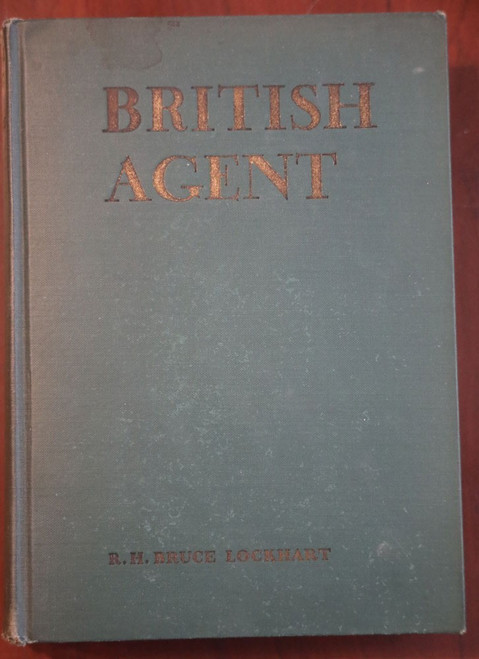 BRITISH
AGENT
R. H. BRUCE LOCKHART